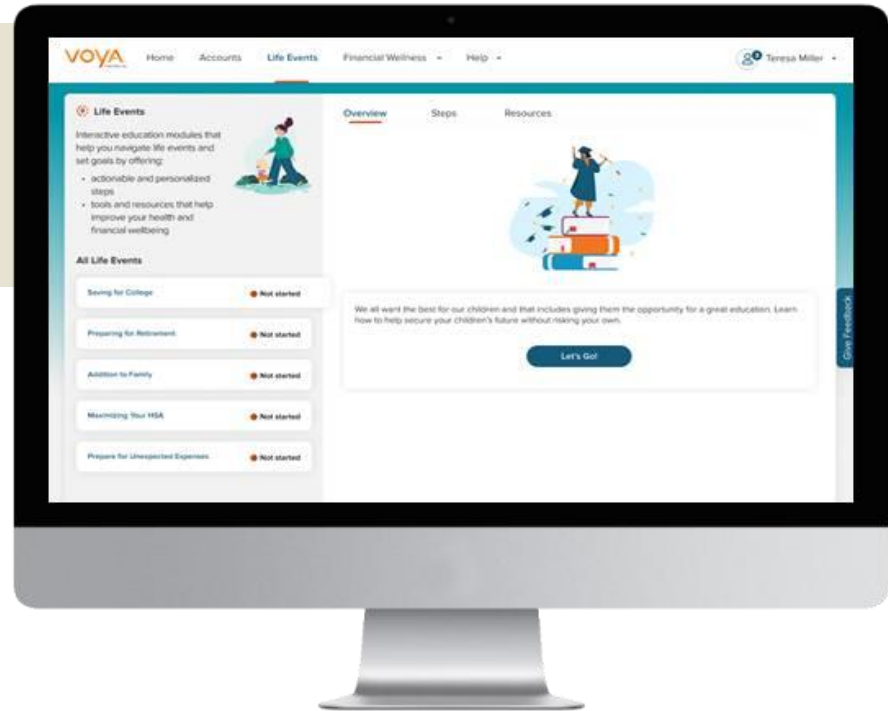 VOYA
Home Accounts Life Events Financial Wellness Help
Teresa Miller
Life Events
Interactive education modules that
help you navigate life events and
set goals by offering:
• actionable and personalized
steps
• tools and resources that help
improve your health and
financial wellbeing
All Life Events
Saving for College Not started
Preparing for Retirement Not started
Addition to Family Not started
Maximizing Your HSA Not started
Prepare for Unexpected Expenses Not started
Overview Steps Resources
We all want the best for our children and that includes giving them the opportunity for a great education. Learn
how to help secure your children's future without risking your own.
Let's Go!
Give Feedback